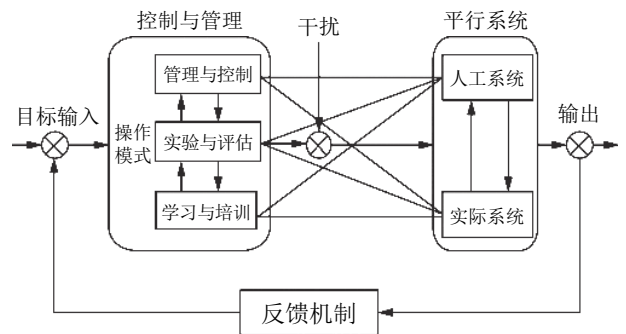 控制与管理
干扰
平行系统
管理与控制
人工系统
目标输入
操作
模式
实验与评估
输出
学习与培训
实际系统
反馈机制